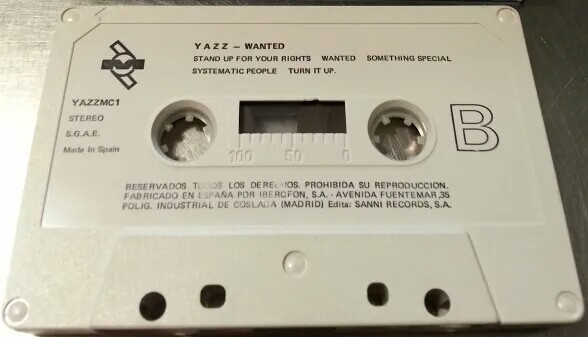 YAZZ — WANTED
STAND UP FOR YOUR RIGHTS WANTED SOMETHING SPECIAL
SYSTEMATIC PEOPLE TURN IT UP.
YAZZMC1
STEREO
S.G.A.E.
Made In Spain
B
100 50 0
RESERVADOS TODOS LOS DERECHOS. PROHIBIDA SU REPRODUCCION.
FABRICADO EN ESPAÑA POR IBERCFON, S.A. - AVENIDA FUENTEMAR,35
POLIG. INDUSTRIAL DE COSLADA (MADRID) Edita: SANNI RECORDS, S.A.